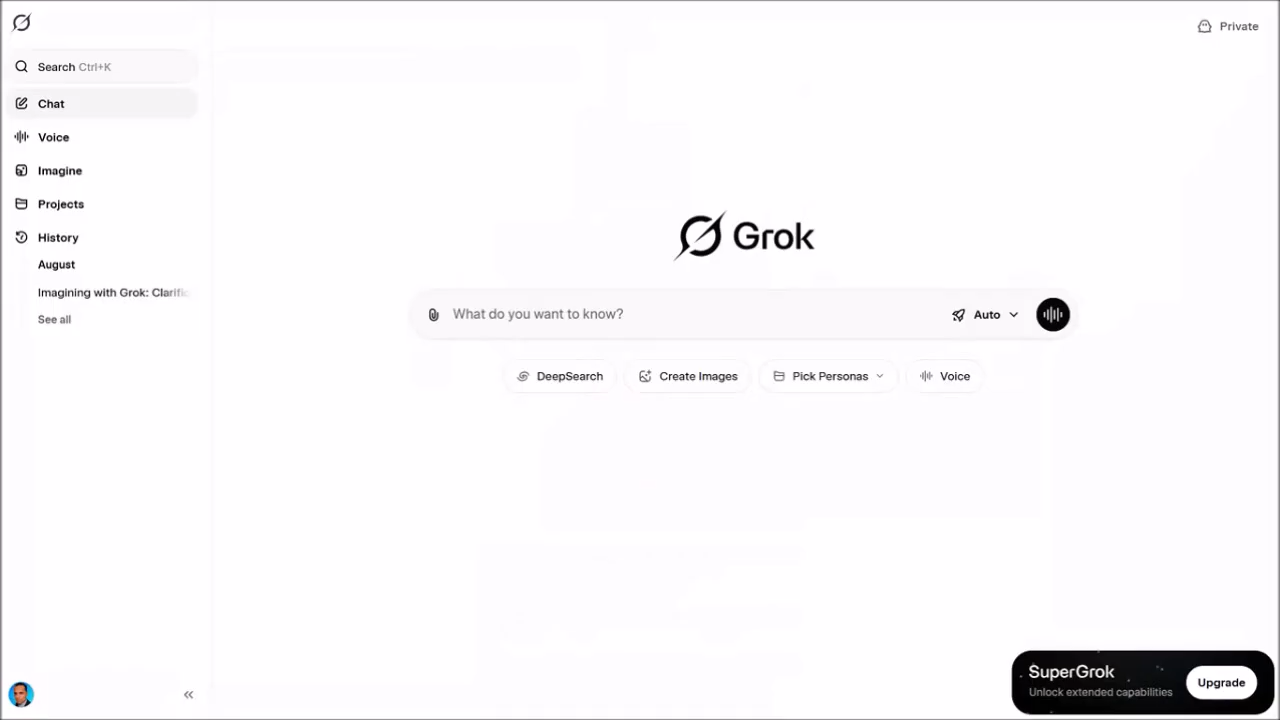 Private
Search Ctrl+K
Chat
Voice
Imagine
Projects
History
August
Imagining with Grok: Clarific
See all
Grok
What do you want to know?
Auto
DeepSearch
Create Images
Pick Personas
Voice
SuperGrok
Unlock extended capabilities
Upgrade